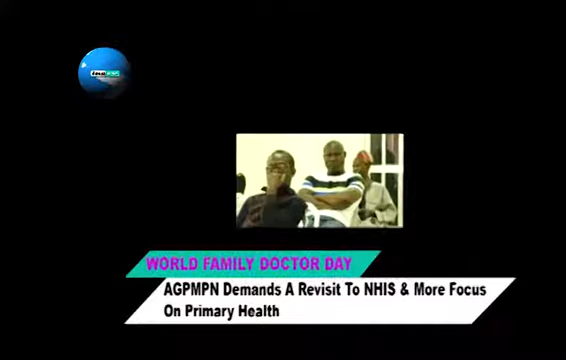 WORLD FAMILY DOCTOR DAY
AGPMPN Demands A Revisit To NHIS & More Focus
On Primary Health